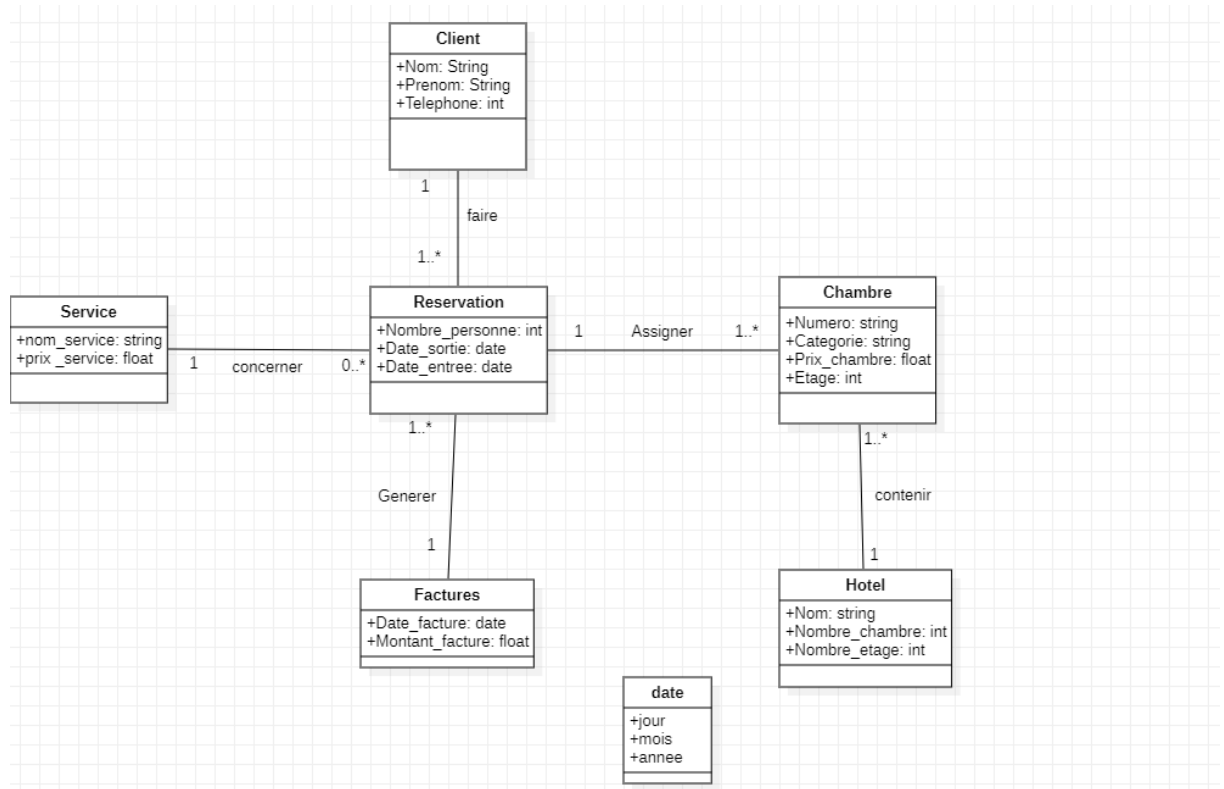 Client
+Nom: String
+Prenom: String
+Telephone: int
1
faire
1..*
Service
+nom_service: string
+prix _service: float
1
concerner
0..*
Reservation
+Nombre_personne: int
+Date_sortie: date
+Date_entree: date
1
Assigner
1..*
Chambre
+Numero: string
+Categorie: string
+Prix_chambre: float
+Etage: int
1..*
Generer
1
1..*
contenir
1
Factures
+Date_facture: date
+Montant_facture: float
Hotel
+Nom: string
+Nombre_chambre: int
+Nombre_etage: int
date
+jour
+mois
+annee